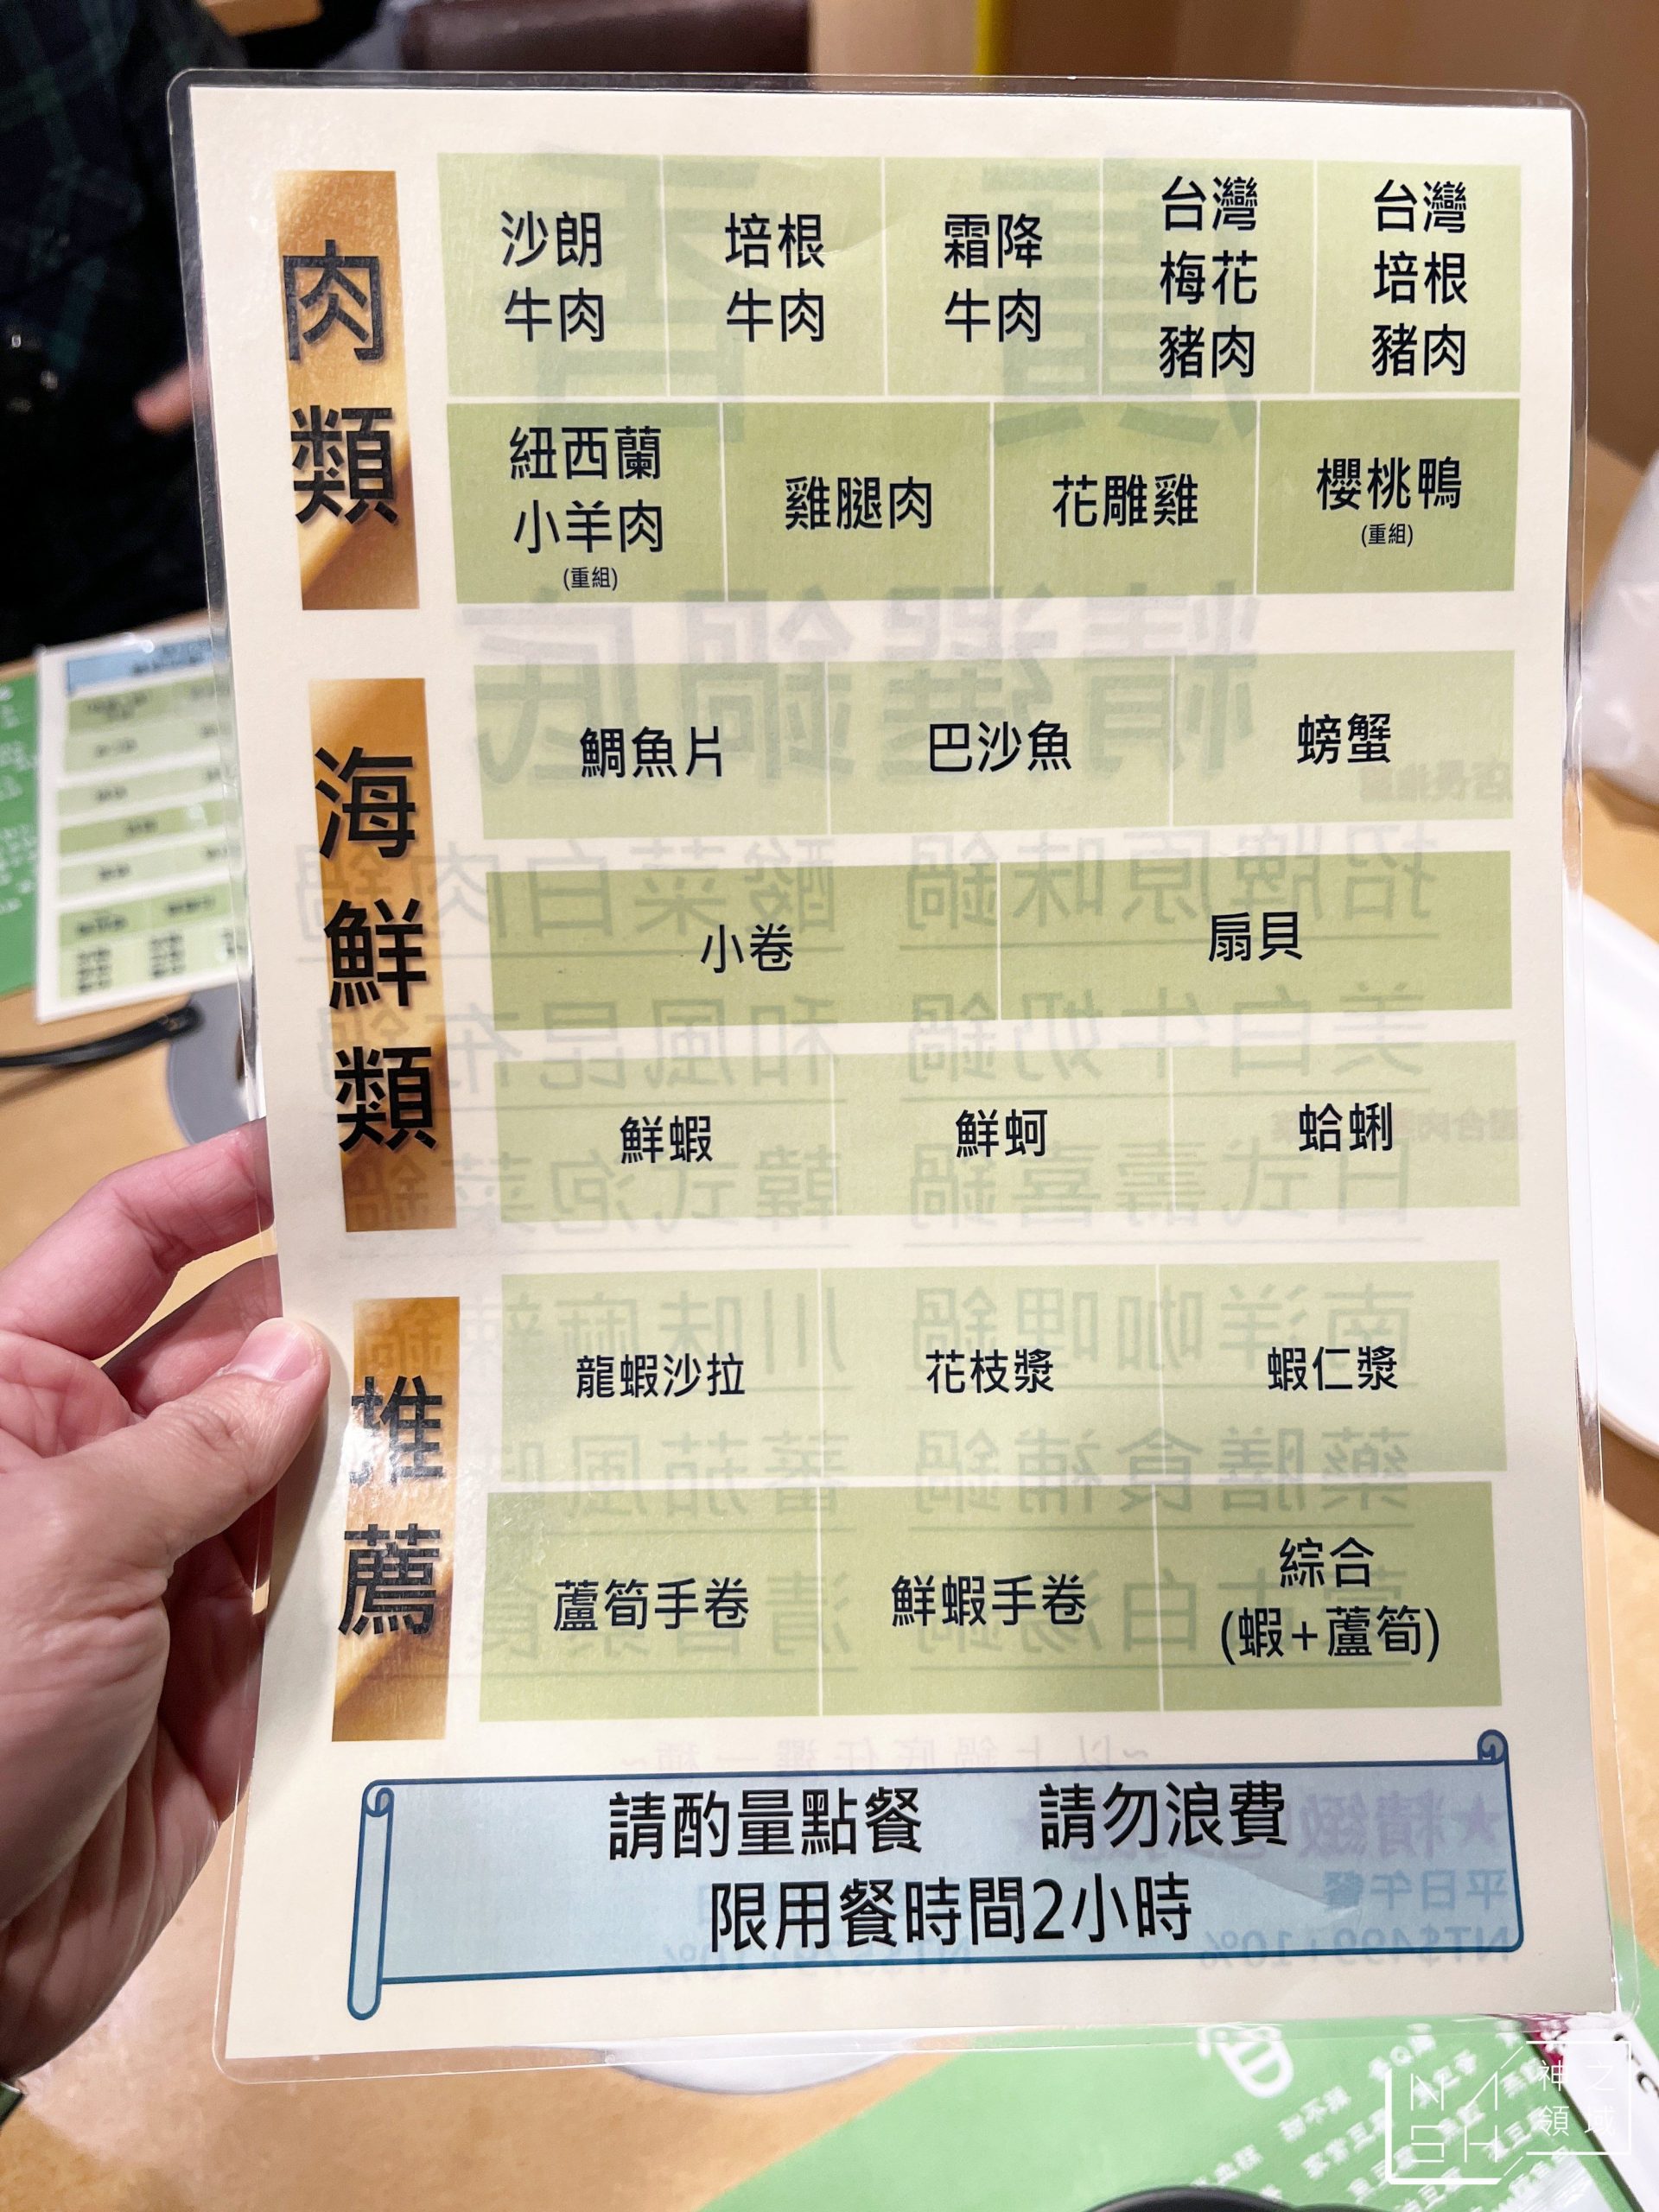 肉類
沙朗
牛肉
培根
牛肉
霜降
牛肉
台灣
梅花
豬肉
台灣
培根
豬肉
紐西蘭
小羊肉
(重組)
雞腿肉
花雕雞
櫻桃鴨
(重組)
海鮮類
鯛魚片
巴沙魚
螃蟹
小卷
扇貝
鮮蝦
鮮蚵
蛤蜊
推薦
龍蝦沙拉
花枝漿
蝦仁漿
蘆筍手卷
鮮蝦手卷
綜合
(蝦+蘆筍)
請酌量點餐 請勿浪費
限用餐時間2小時
神之
領域